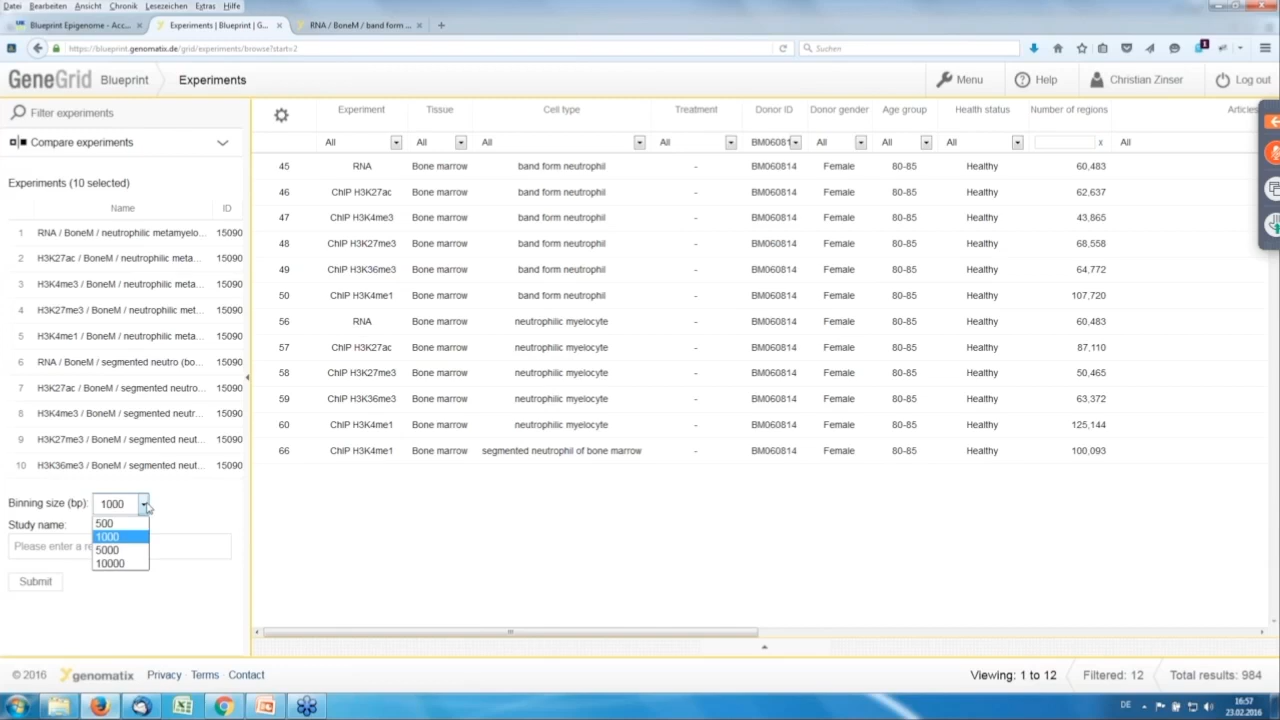 Datei Bearbeiten Ansicht Chronik Lesezeichen Extras Hilfe
Blueprint Epigenome - Acc... × Experiments | Blueprint | G... × RNA / BoneM / band form ... × +
https://blueprint.genomatix.de/grid/experiments/browse?start=2 Suchen 1
GeneGrid Blueprint Experiments Menu Help Christian Zinser Log out
Filter experiments
Compare experiments
Experiments (10 selected)
Name ID
1 RNA / BoneM / neutrophilic metamyelo... 15090
2 H3K27ac / BoneM / neutrophilic meta... 15090
3 H3K4me3 / BoneM / neutrophilic meta... 15090
4 H3K27me3 / BoneM / neutrophilic met... 15090
5 H3K4me1 / BoneM / neutrophilic meta... 15090
6 RNA / BoneM / segmented neutro (bo... 15090
7 H3K27ac / BoneM / segmented neutro... 15090
8 H3K4me3 / BoneM / segmented neutr... 15090
9 H3K27me3 / BoneM / segmented neut... 15090
10 H3K36me3 / BoneM / segmented neut... 15090
Binning size (bp): 1000
500
1000
5000
10000
Study name:
Please enter a re
Submit
Experiment Tissue Cell type Treatment Donor ID Donor gender Age group Health status Number of regions Articles
All All All All BM06081 All All All x All
45 RNA Bone marrow band form neutrophil - BM060814 Female 80-85 Healthy 60,483
46 ChIP H3K27ac Bone marrow band form neutrophil - BM060814 Female 80-85 Healthy 62,637
47 ChIP H3K4me3 Bone marrow band form neutrophil - BM060814 Female 80-85 Healthy 43,865
48 ChIP H3K27me3 Bone marrow band form neutrophil - BM060814 Female 80-85 Healthy 68,558
49 ChIP H3K36me3 Bone marrow band form neutrophil - BM060814 Female 80-85 Healthy 64,772
50 ChIP H3K4me1 Bone marrow band form neutrophil - BM060814 Female 80-85 Healthy 107,720
56 RNA Bone marrow neutrophilic myelocyte - BM060814 Female 80-85 Healthy 60,483
57 ChIP H3K27ac Bone marrow neutrophilic myelocyte - BM060814 Female 80-85 Healthy 87,110
58 ChIP H3K27me3 Bone marrow neutrophilic myelocyte - BM060814 Female 80-85 Healthy 50,465
59 ChIP H3K36me3 Bone marrow neutrophilic myelocyte - BM060814 Female 80-85 Healthy 63,372
60 ChIP H3K4me1 Bone marrow neutrophilic myelocyte - BM060814 Female 80-85 Healthy 125,144
66 ChIP H3K4me1 Bone marrow segmented neutrophil of bone marrow - BM060814 Female 80-85 Healthy 100,093
© 2016 genomatix Privacy Terms Contact Viewing: 1 to 12 Filtered: 12 Total results: 984
DE 16:57
23.02.2016